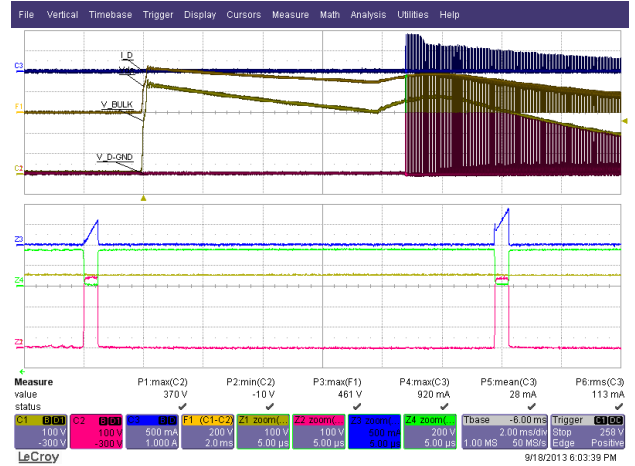 File Vertical Timebase Trigger Display Cursors Measure Math Analysis Utilities Help
C3
I_D
F1
V_BULK
V_D-GND
C2
Z3
Z4
Z2
Measure P1:max(C2) P2:min(C2) P3:max(F1) P4:max(C3) P5:mean(C3) P6:rms(C3)
value 370 V -10 V 461 V 920 mA 28 mA 113 mA
status
C1 F1 (C1-C2) Z1 zoom(... Z2 zoom(... Z3 zoom(... Z4 zoom(... Tbase -6.00 ms Trigger C1 DC
100 V 100 V 500 mA 200 V 100 V 100 V 200 V 2.00 ms/div Stop 258 V
-300 V -300 V 1.000 A 2.0 ms 5.00 µs 5.00 µs 5.00 µs 5.00 µs 1.00 MS 50 MS/s Edge Positive
LeCroy 9/18/2013 6:03:39 PM